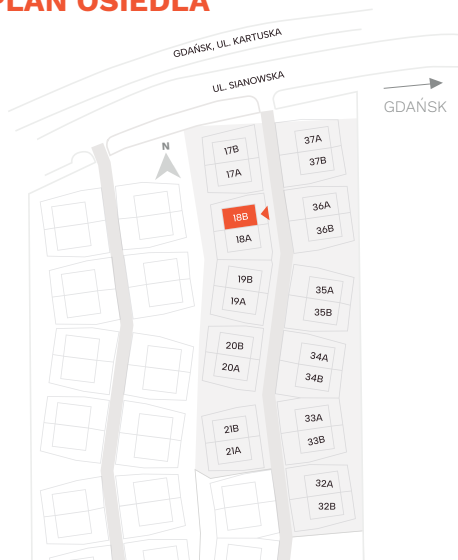 PLAN OSIEDLA
GDAŃSK, UL. KARTUSKA
UL. SIANOWSKA
GDAŃSK
N
17B
17A
37A
37B
18B
18A
36A
36B
19B
19A
35A
35B
20B
20A
34A
34B
21B
21A
33A
33B
32A
32B